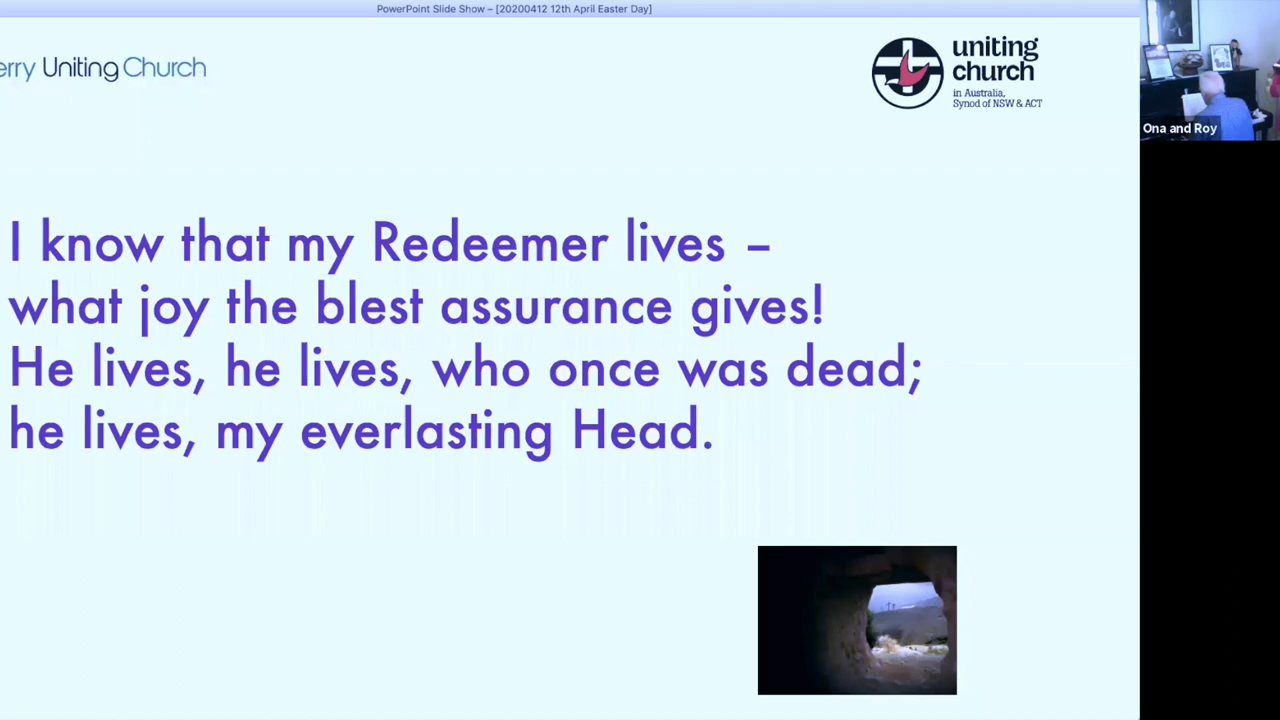 PowerPoint Slide Show – [20200412 12th April Easter Day]
erry Uniting Church
uniting
church
in Australia,
Synod of NSW & ACT
Ona and Roy
I know that my Redeemer lives –
what joy the blest assurance gives!
He lives, he lives, who once was dead;
he lives, my everlasting Head.